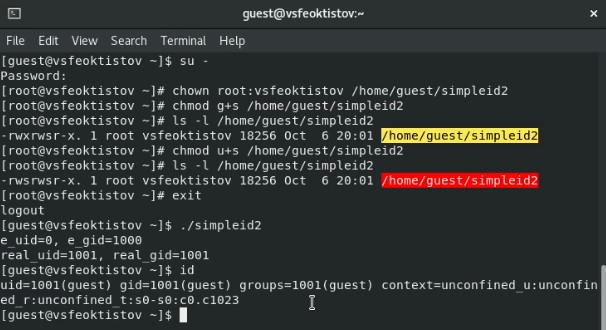 guest@vsfeoktistov:~
File Edit View Search Terminal Help
[guest@vsfeoktistov ~]$ su -
Password:
[root@vsfeoktistov ~]# chown root:vsfeoktistov /home/guest/simpleid2
[root@vsfeoktistov ~]# chmod g+s /home/guest/simpleid2
[root@vsfeoktistov ~]# ls -l /home/guest/simpleid2
-rwxrwsr-x. 1 root vsfeoktistov 18256 Oct  6 20:01 /home/guest/simpleid2
[root@vsfeoktistov ~]# chmod u+s /home/guest/simpleid2
[root@vsfeoktistov ~]# ls -l /home/guest/simpleid2
-rwsrwsr-x. 1 root vsfeoktistov 18256 Oct  6 20:01 /home/guest/simpleid2
[root@vsfeoktistov ~]# exit
logout
[guest@vsfeoktistov ~]$ ./simpleid2
e_uid=0, e_gid=1000
real_uid=1001, real_gid=1001
[guest@vsfeoktistov ~]$ id
uid=1001(guest) gid=1001(guest) groups=1001(guest) context=unconfined_u:unconfin
ed_r:unconfined_t:s0-s0:c0.c1023
[guest@vsfeoktistov ~]$